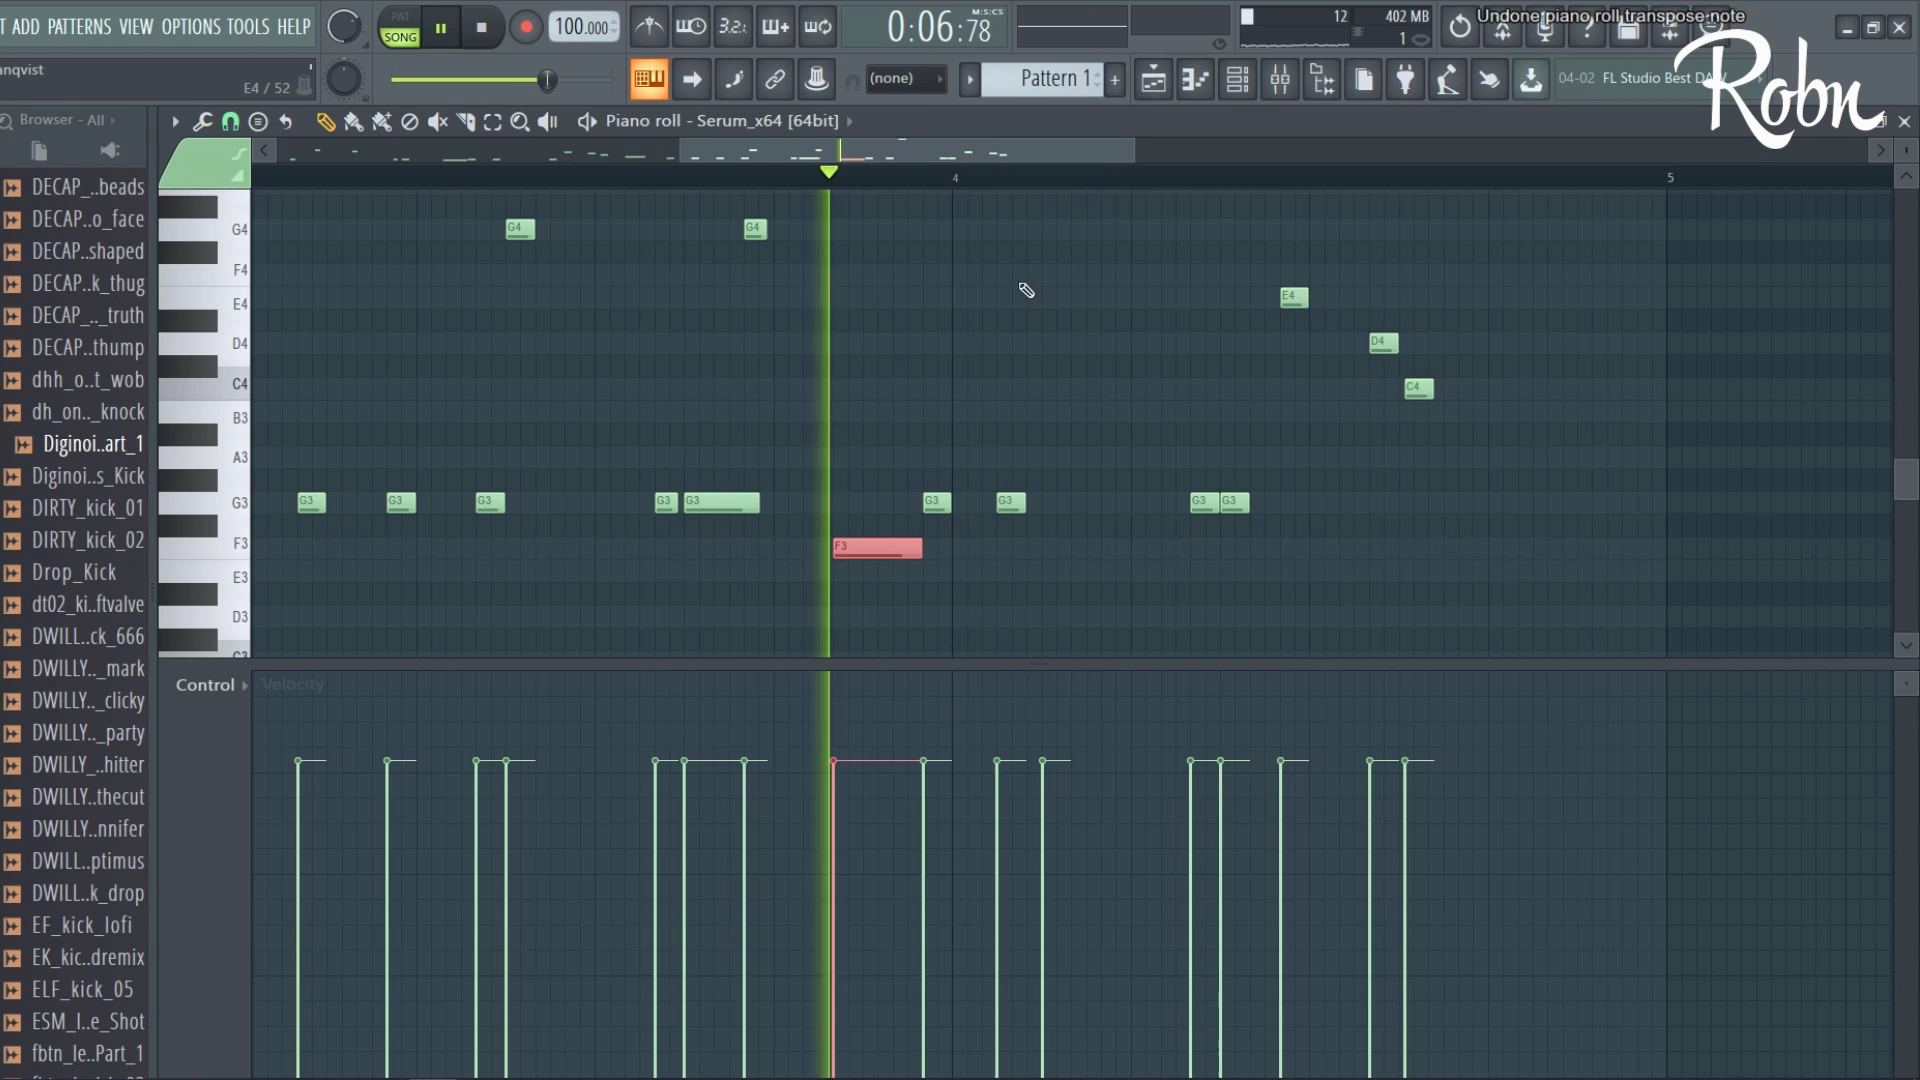 T ADD PATTERNS VIEW OPTIONS TOOLS HELP
PAT
SONG
100.000
3.2.
0:06:78
M:S:CS
12
402 MB
1
Undone piano roll transpose note
Robn
anqvist
E4 / 52
(none)
Pattern 1
04-02 FL Studio Best DAW
Browser - All
Piano roll - Serum_x64 [64bit]
4
5
DECAP_..beads
DECAP..o_face
DECAP..shaped
DECAP..k_thug
DECAP_.._truth
DECAP..thump
dhh_o..t_wob
dh_on.._knock
Diginoi..art_1
Diginoi..s_Kick
DIRTY_kick_01
DIRTY_kick_02
Drop_Kick
dt02_ki..ftvalve
DWILL..ck_666
DWILLY.._mark
DWILLY.._clicky
DWILLY.._party
DWILLY_..hitter
DWILLY..thecut
DWILLY..nnifer
DWILL..ptimus
DWILL..k_drop
EF_kick_lofi
EK_kic..dremix
ELF_kick_05
ESM_I..e_Shot
fbtn_le..Part_1
G4
F4
E4
D4
C4
B3
A3
G3
F3
E3
D3
C3
G4
G4
E4
D4
C4
G3
G3
G3
G3
G3
G3
G3
G3
G3
F3
Control
Velocity